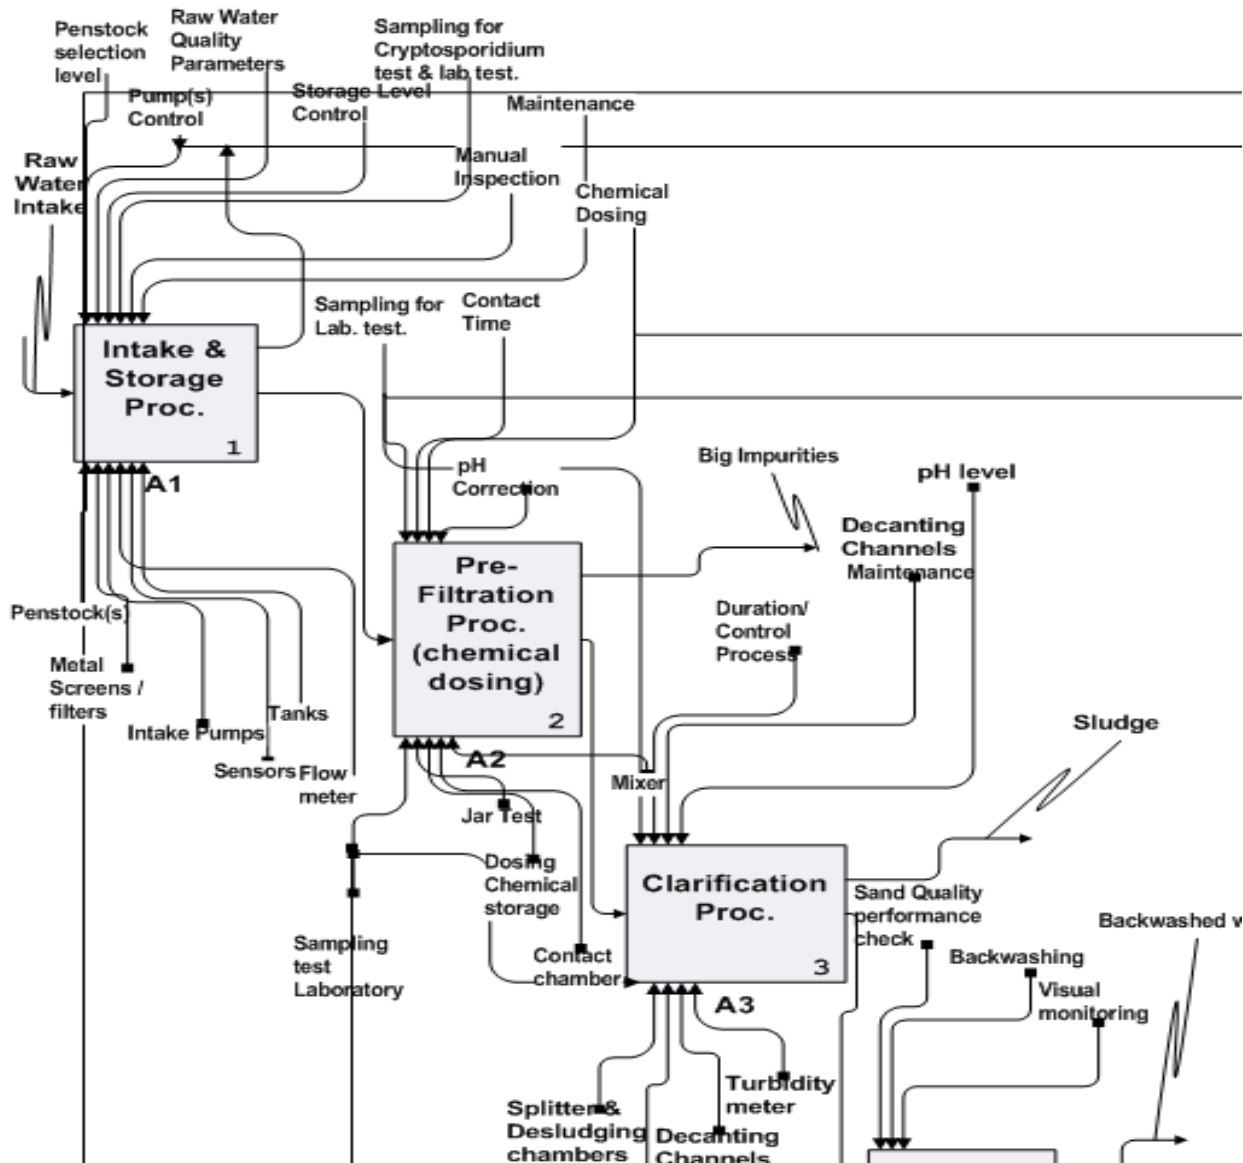 Penstock
selection
level
Raw Water
Quality
Parameters
Sampling for
Cryptosporidium
test & lab test.
Pump(s)
Control
Storage Level
Control
Maintenance
Raw
Water
Intake
Manual
Inspection
Chemical
Dosing
Sampling for
Lab. test.
Contact
Time
Intake &
Storage
Proc.
1
A1
pH
Correction
Big Impurities
pH level
Decanting
Channels
Maintenance
Pre-
Filtration
Proc.
(chemical
dosing)
2
A2
Duration/
Control
Process
Penstock(s)
Metal
Screens /
filters
Intake Pumps
Tanks
Sensors
Flow
meter
Sludge
Mixer
Jar Test
Dosing
Chemical
storage
Clarification
Proc.
3
A3
Sand Quality
performance
check
Backwashed w
Backwashing
Visual
monitoring
Sampling
test
Laboratory
Contact
chamber
Turbidity
meter
Splitter &
Desludging
chambers
Decanting
Channels